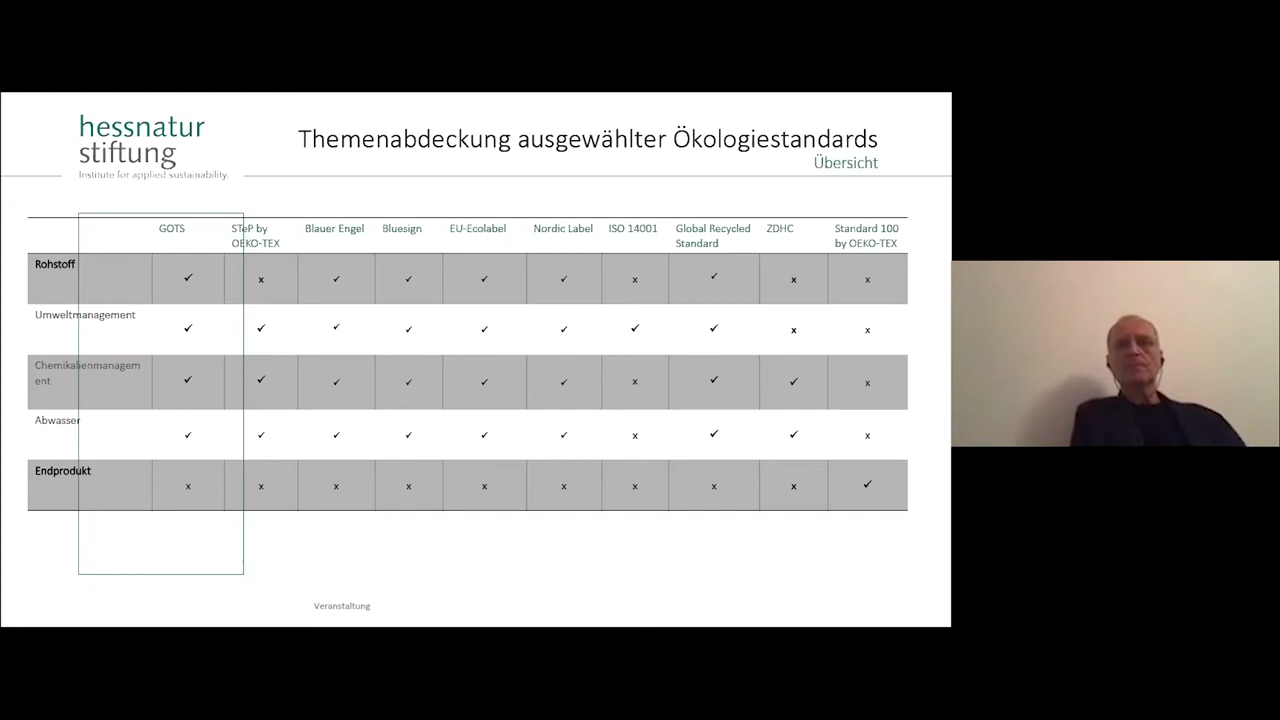 hessnatur
stiftung
Institute for applied sustainability.
Themenabdeckung ausgewählter Ökologiestandards
Übersicht
GOTS STeP by OEKO-TEX Blauer Engel Bluesign EU-Ecolabel Nordic Label ISO 14001 Global Recycled Standard ZDHC Standard 100 by OEKO-TEX
Rohstoff ✓ x ✓ ✓ ✓ ✓ x ✓ x x
Umweltmanagement ✓ ✓ ✓ ✓ ✓ ✓ ✓ ✓ x x
Chemikalienmanagem
ent ✓ ✓ ✓ ✓ ✓ ✓ x ✓ ✓ x
Abwasser ✓ ✓ ✓ ✓ ✓ ✓ x ✓ ✓ x
Endprodukt x x x x x x x x x ✓
Veranstaltung